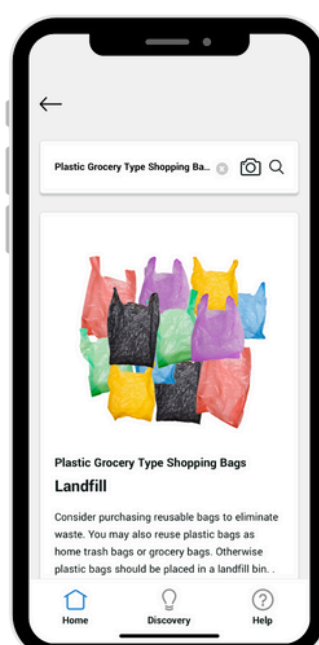 Plastic Grocery Type Shopping Ba...
Plastic Grocery Type Shopping Bags
Landfill
Consider purchasing reusable bags to eliminate
waste. You may also reuse plastic bags as
home trash bags or grocery bags. Otherwise
plastic bags should be placed in a landfill bin. .
Home Discovery Help